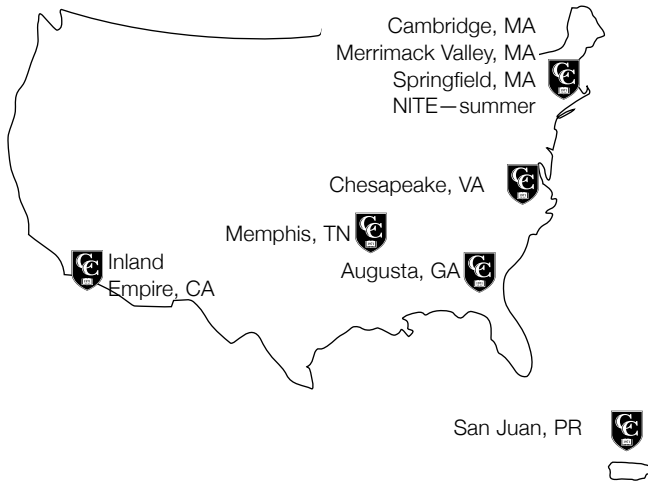 Cambridge, MA
Merrimack Valley, MA
Springfield, MA
NITE—summer
Chesapeake, VA
Memphis, TN
Augusta, GA
Inland
Empire, CA
San Juan, PR